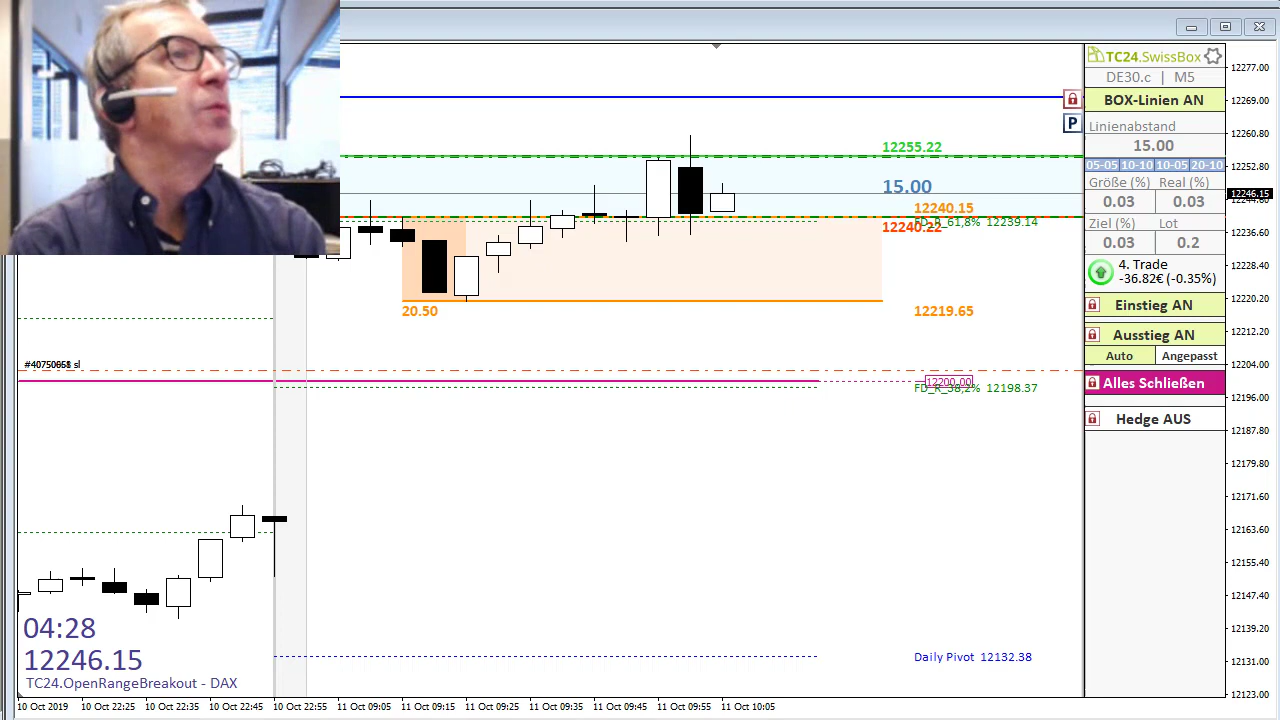 TC24.SwissBox
DE30.c | M5
BOX-Linien AN
Linienabstand
15.00
05-05 10-10 10-05 20-10
Größe (%) Real (%)
0.03 0.03
Ziel (%) Lot
0.03 0.2
4. Trade
-36.82€ (-0.35%)
Einstieg AN
Ausstieg AN
Auto Angepasst
Alles Schließen
Hedge AUS
P
12255.22
15.00
12240.15
FD_R_61,8% 12239.14
12240.22
20.50 12219.65
12200.00
FD_R_38,2% 12198.37
Daily Pivot 12132.38
04:28
12246.15
TC24.OpenRangeBreakout - DAX
12277.00
12269.00
12260.80
12252.80
12246.15
12236.60
12228.40
12220.20
12212.20
12204.00
12196.00
12187.80
12179.80
12171.60
12163.60
12155.40
12147.40
12139.20
12131.00
12123.00
10 Oct 2019 10 Oct 22:25 10 Oct 22:35 10 Oct 22:45 10 Oct 22:55 11 Oct 09:05 11 Oct 09:15 11 Oct 09:25 11 Oct 09:35 11 Oct 09:45 11 Oct 09:55 11 Oct 10:05